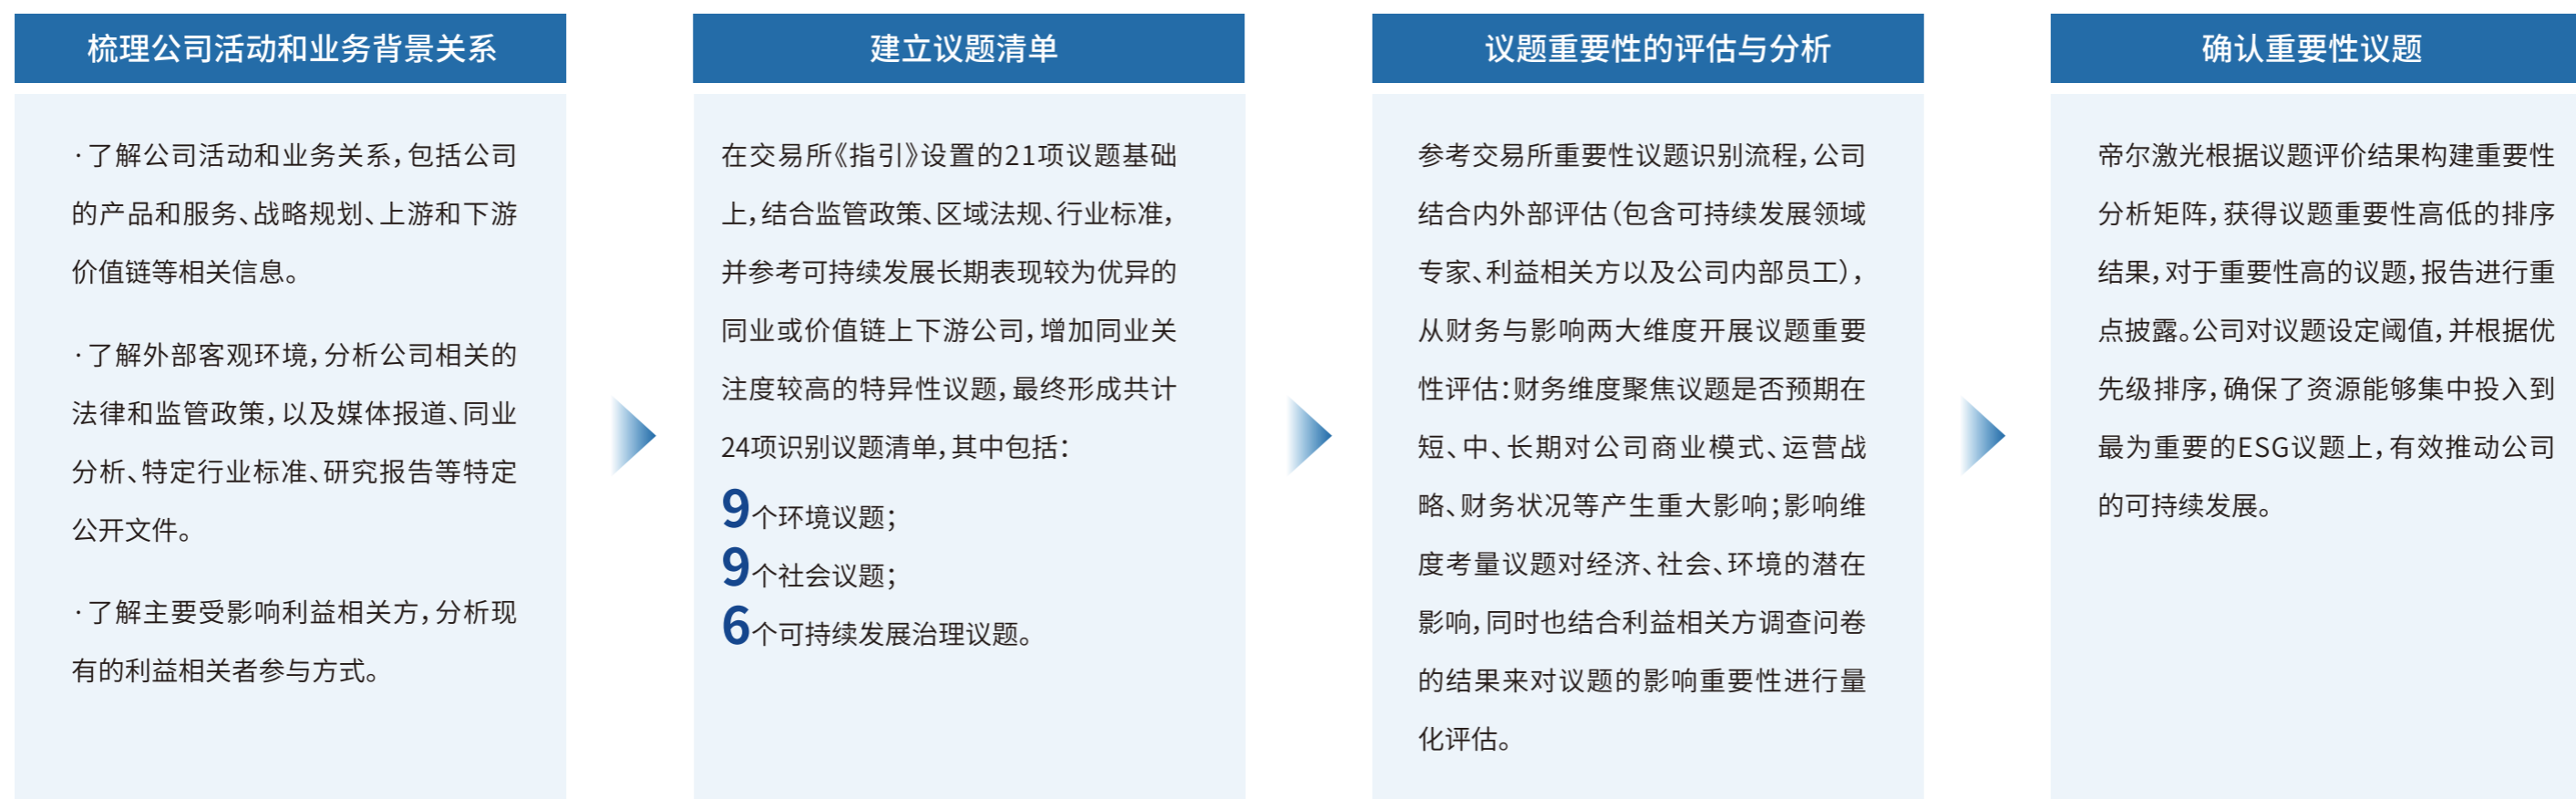 梳理公司活动和业务背景关系
·了解公司活动和业务关系,包括公司
的产品和服务、战略规划、上游和下游
价值链等相关信息。
·了解外部客观环境,分析公司相关的
法律和监管政策,以及媒体报道、同业
分析、特定行业标准、研究报告等特定
公开文件。
·了解主要受影响利益相关方,分析现
有的利益相关者参与方式。
建立议题清单
在交易所《指引》设置的21项议题基础
上,结合监管政策、区域法规、行业标准,
并参考可持续发展长期表现较为优异的
同业或价值链上下游公司,增加同业关
注度较高的特异性议题,最终形成共计
24项识别议题清单,其中包括:
9个环境议题;
9个社会议题;
6个可持续发展治理议题。
议题重要性的评估与分析
参考交易所重要性议题识别流程,公司
结合内外部评估(包含可持续发展领域
专家、利益相关方以及公司内部员工),
从财务与影响两大维度开展议题重要
性评估:财务维度聚焦议题是否预期在
短、中、长期对公司商业模式、运营战
略、财务状况等产生重大影响;影响维
度考量议题对经济、社会、环境的潜在
影响,同时也结合利益相关方调查问卷
的结果来对议题的影响重要性进行量
化评估。
确认重要性议题
帝尔激光根据议题评价结果构建重要性
分析矩阵,获得议题重要性高低的排序
结果,对于重要性高的议题,报告进行重
点披露。公司对议题设定阈值,并根据优
先级排序,确保了资源能够集中投入到
最为重要的ESG议题上,有效推动公司
的可持续发展。